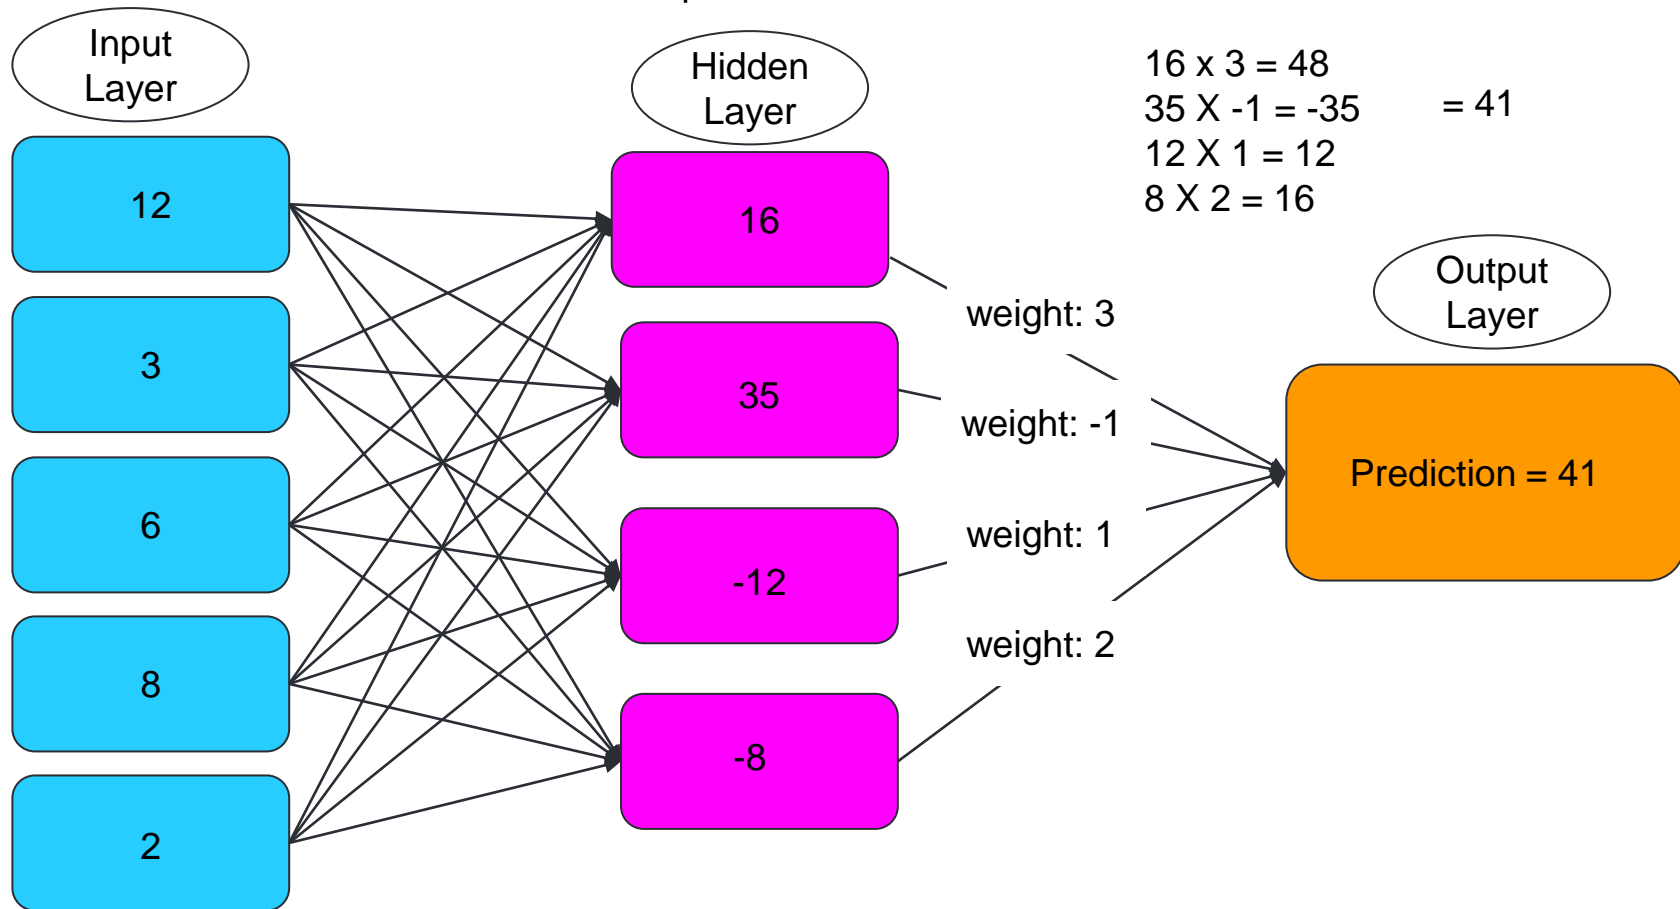 Input
Layer
12
3
6
8
2
Hidden
Layer
16
35
-12
-8
weight: 3
weight: -1
weight: 1
weight: 2
16 x 3 = 48
35 X -1 = -35
= 41
12 X 1 = 12
8 X 2 = 16
Output
Layer
Prediction = 41